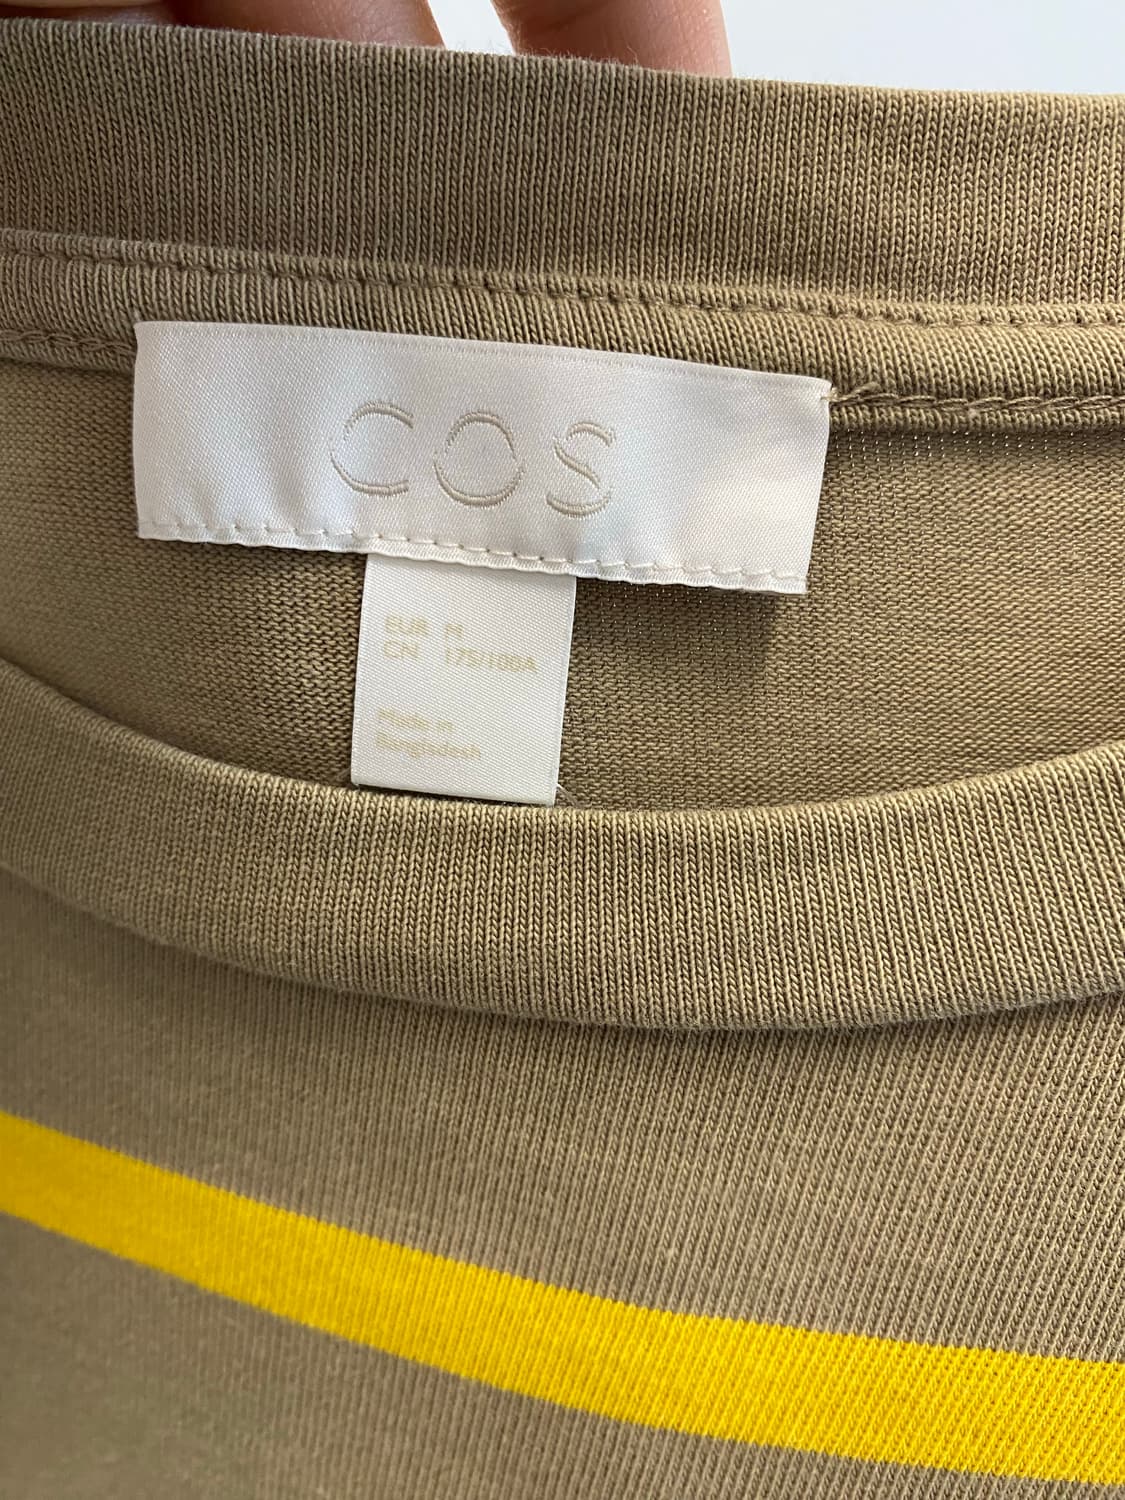 COS
EUR M
CN 175/100A
Made in
Bangladesh